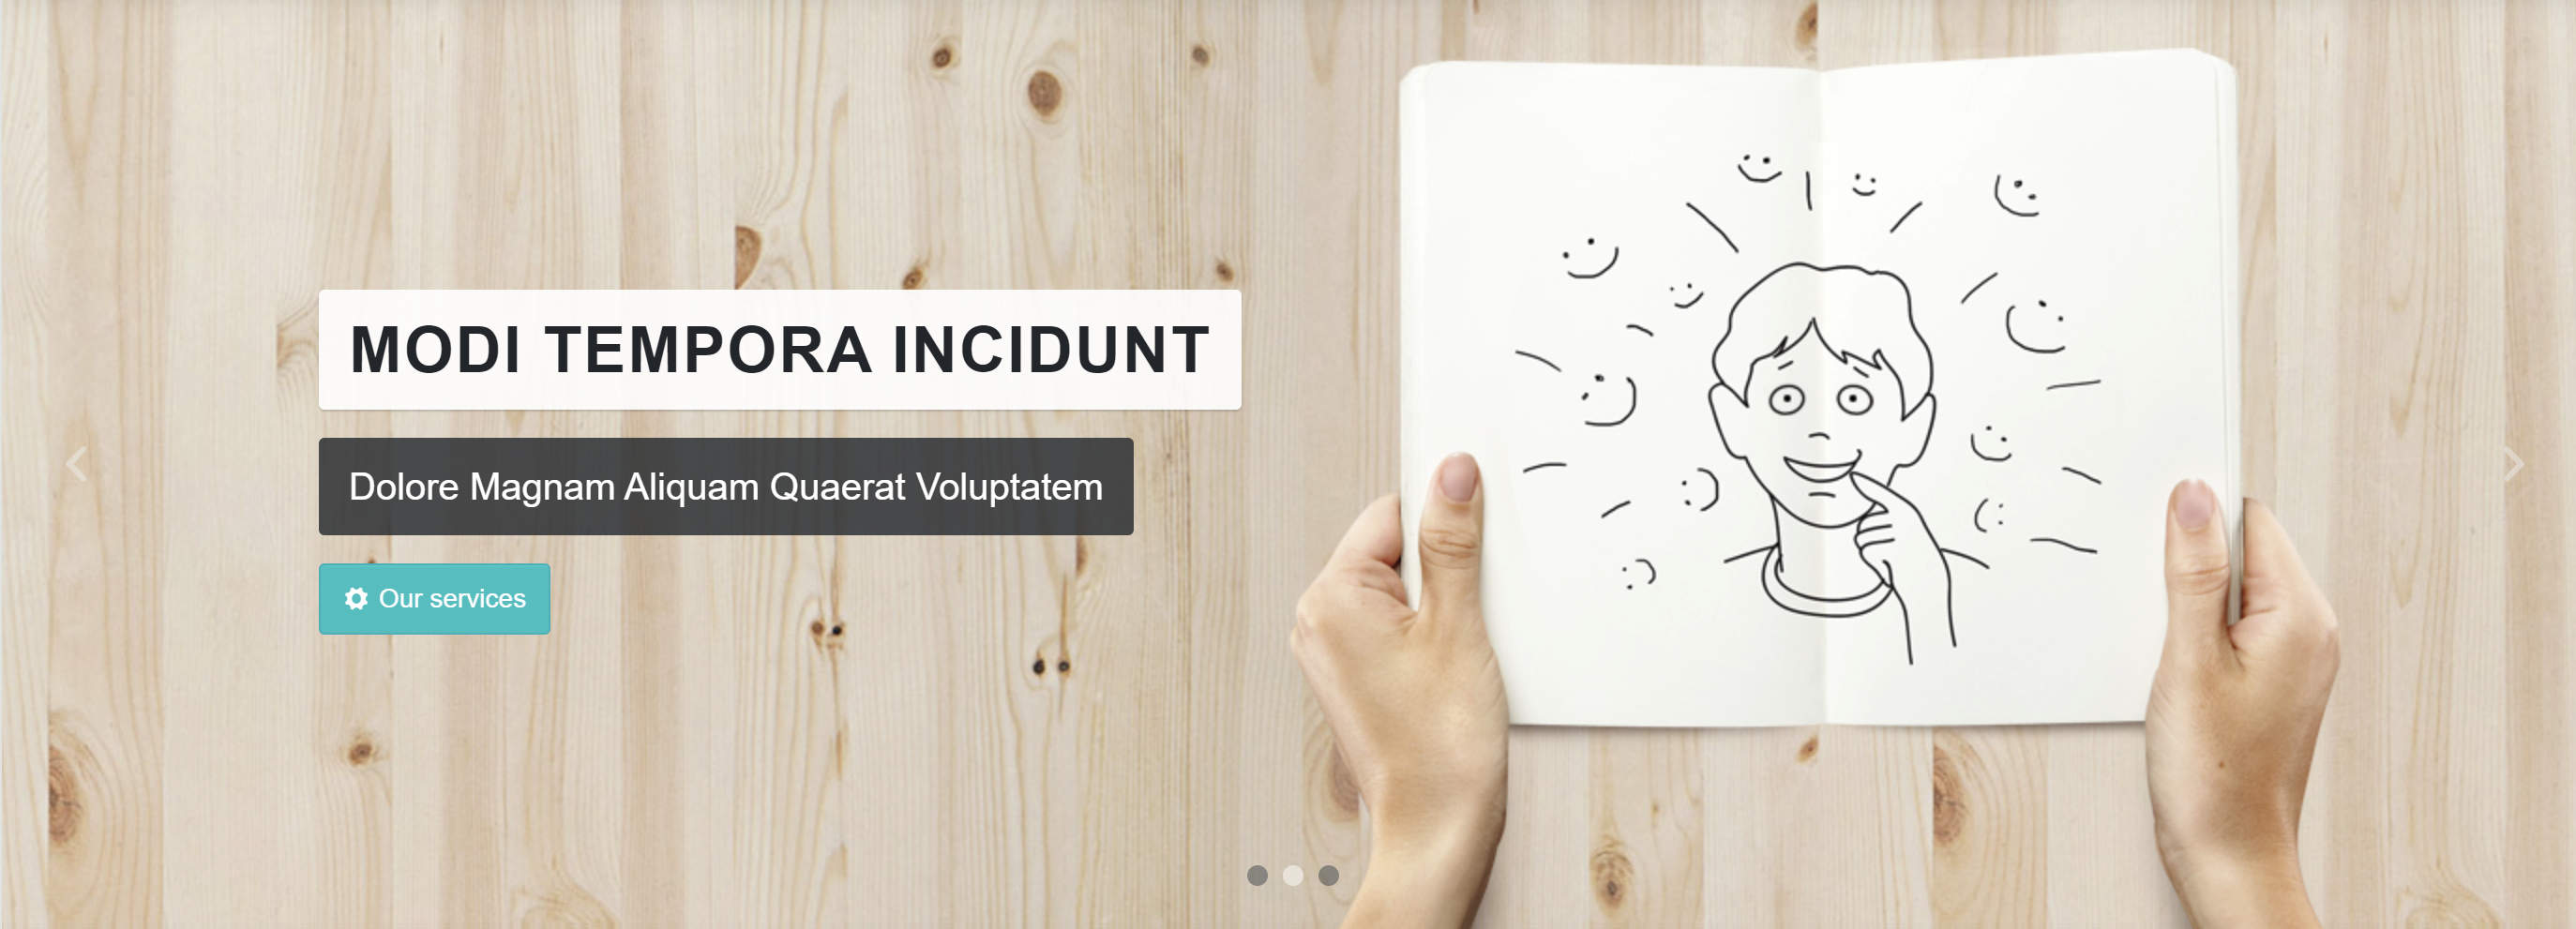 MODI TEMPORA INCIDUNT
Dolore Magnam Aliquam Quaerat Voluptatem
Our services